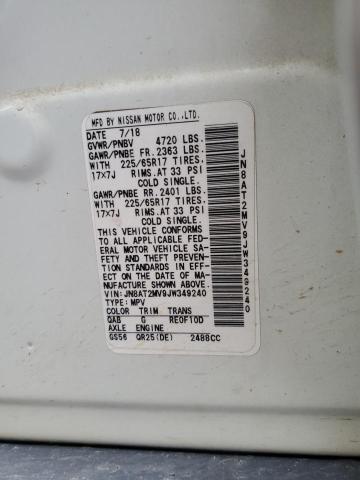 MFD BY NISSAN MOTOR CO.,LTD.
DATE 7/18
GVWR/PNBV 4720 LBS.
GAWR/PNBE FR. 2363 LBS.
WITH 225/65R17 TIRES,
17×7J RIMS.AT 33 PSI
COLD SINGLE.
GAWR/PNBE RR. 2401 LBS.
WITH 225/65R17 TIRES,
17×7J RIMS.AT 33 PSI
COLD SINGLE.
THIS VEHICLE CONFORMS
TO ALL APPLICABLE FED-
ERAL MOTOR VEHICLE SA-
FETY AND THEFT PREVEN-
TION STANDARDS IN EFF-
ECT ON THE DATE OF MA-
NUFACTURE SHOWN ABOVE.
VIN:JN8AT2MV9JW349240
TYPE:MPV
COLOR TRIM TRANS
QAB G RE0F10D
AXLE ENGINE
GS56 QR25(DE) 2488CC
JN8AT2MV9JW349240